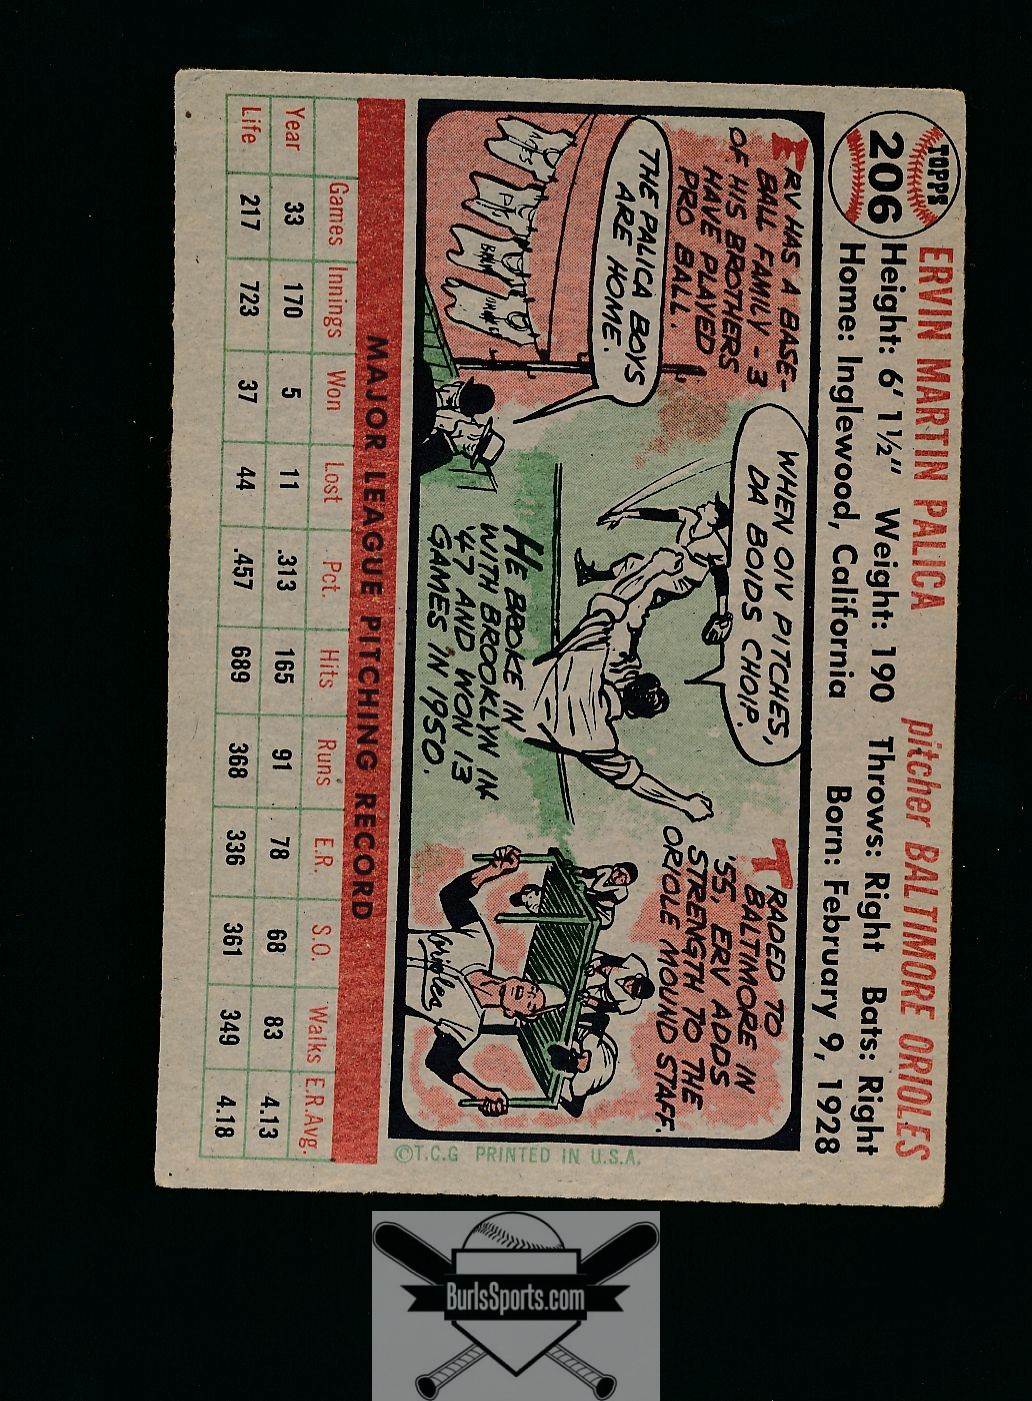 TOPPS
206
ERVIN MARTIN PALICA pitcher BALTIMORE ORIOLES
Height: 6' 1½" Weight: 190 Throws: Right Bats: Right
Home: Inglewood, California Born: February 9, 1928
ERV HAS A BASE-
BALL FAMILY - 3
OF HIS BROTHERS
HAVE PLAYED
PRO BALL.
THE PALICA BOYS
ARE HOME.
WHEN OIV PITCHES,
DA BOIDS CHOIP.
HE BROKE IN
WITH BROOKLYN IN
'47 AND WON 13
GAMES IN 1950.
TRADED TO
BALTIMORE IN
'55, ERV ADDS
STRENGTH TO THE
ORIOLE MOUND STAFF.
Orioles
©T.C.G PRINTED IN U.S.A.
MAJOR LEAGUE PITCHING RECORD
Games Innings Won Lost Pct. Hits Runs E.R. S.O. Walks E.R.Avg.
Year 33 170 5 11 .313 165 91 78 68 83 4.13
Life 217 723 37 44 .457 689 368 336 361 349 4.18
BurlsSports.com